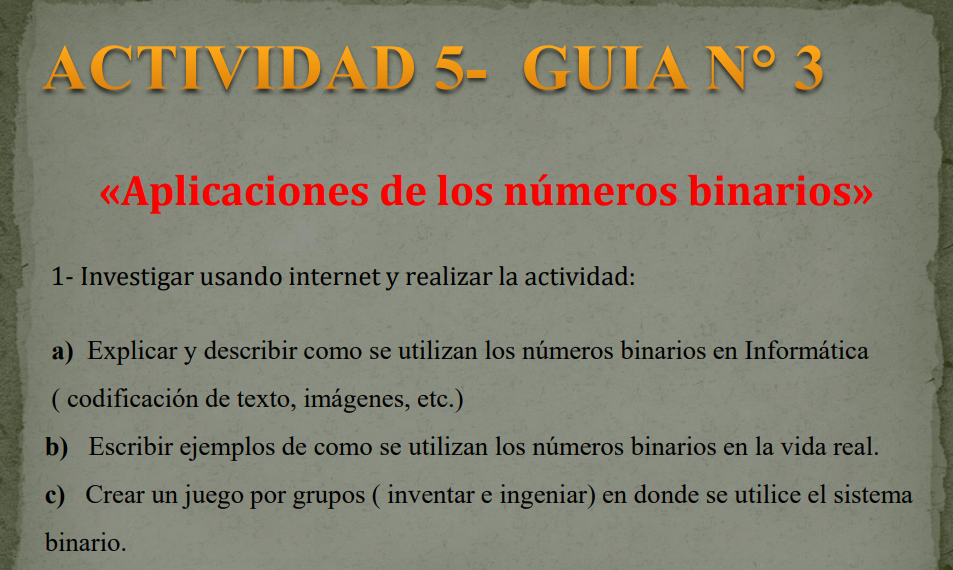 ACTIVIDAD 5- GUIA N° 3
«Aplicaciones de los números binarios»
1- Investigar usando internet y realizar la actividad:
a) Explicar y describir como se utilizan los números binarios en Informática
( codificación de texto, imágenes, etc.)
b) Escribir ejemplos de como se utilizan los números binarios en la vida real.
c) Crear un juego por grupos ( inventar e ingeniar) en donde se utilice el sistema
binario.